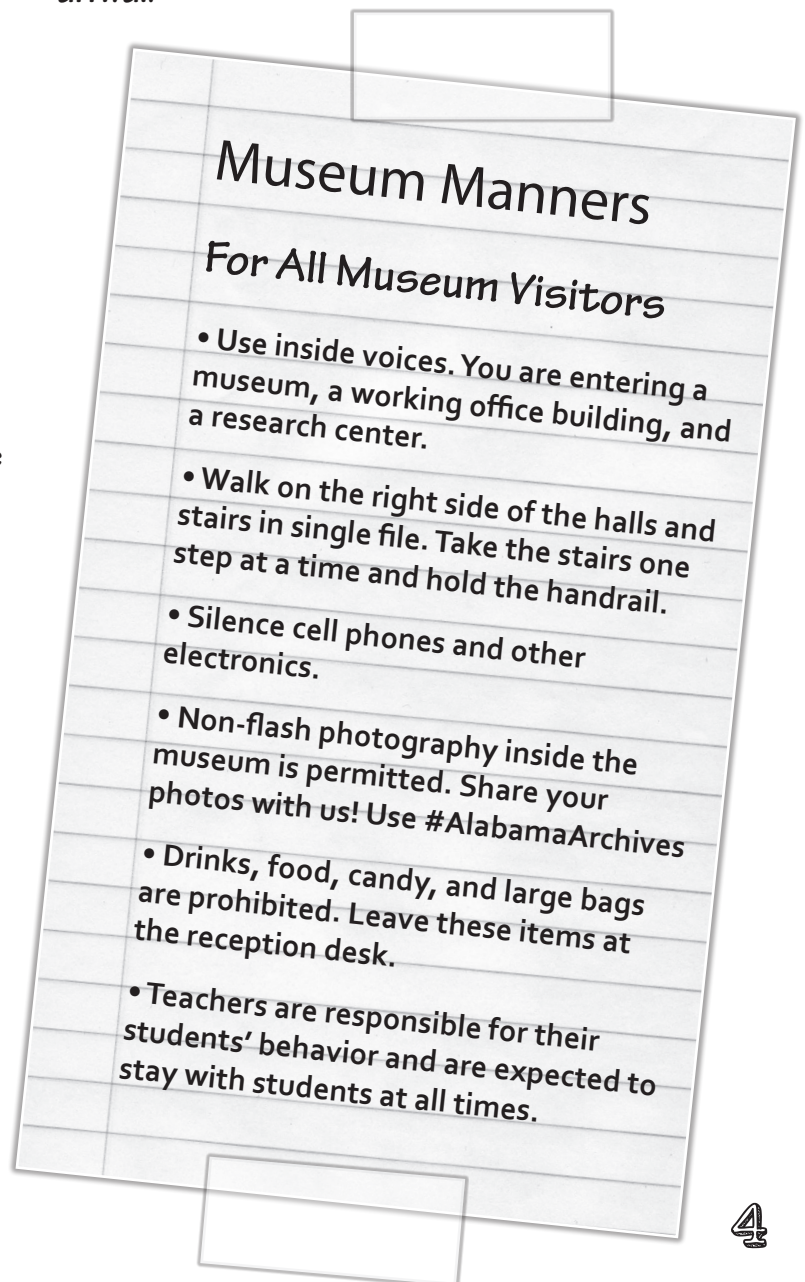 Museum Manners
For All Museum Visitors
• Use inside voices. You are entering a
museum, a working office building, and
a research center.
• Walk on the right side of the halls and
stairs in single file. Take the stairs one
step at a time and hold the handrail.
• Silence cell phones and other
electronics.
• Non-flash photography inside the
museum is permitted. Share your
photos with us! Use #AlabamaArchives
• Drinks, food, candy, and large bags
are prohibited. Leave these items at
the reception desk.
• Teachers are responsible for their
students’ behavior and are expected to
stay with students at all times.
4